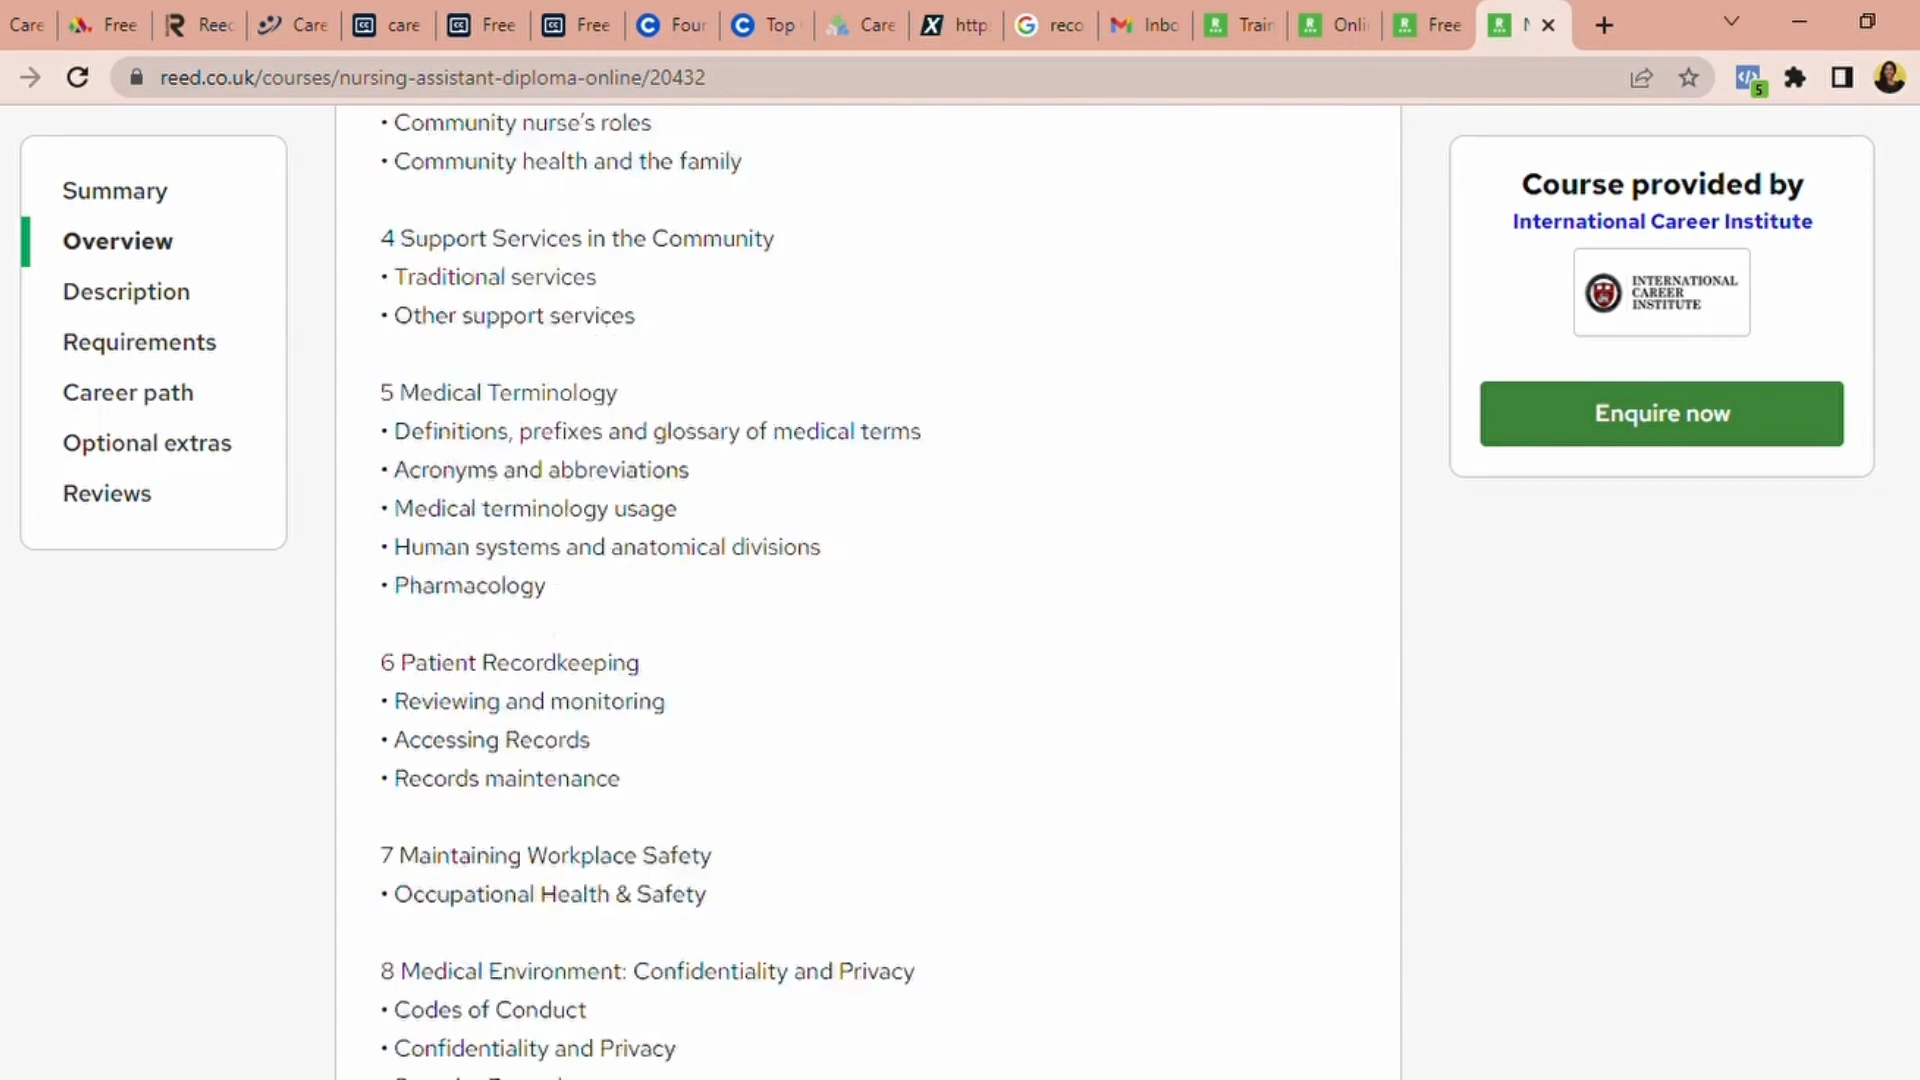 Care
Free
Reed
Care
care
Free
Free
Four
Top
Care
http
reco
Inbo
Train
Onli
Free
reed.co.uk/courses/nursing-assistant-diploma-online/20432
5
Summary
Overview
Description
Requirements
Career path
Optional extras
Reviews
• Community nurse's roles
• Community health and the family
4 Support Services in the Community
• Traditional services
• Other support services
5 Medical Terminology
• Definitions, prefixes and glossary of medical terms
• Acronyms and abbreviations
• Medical terminology usage
• Human systems and anatomical divisions
• Pharmacology
6 Patient Recordkeeping
• Reviewing and monitoring
• Accessing Records
• Records maintenance
7 Maintaining Workplace Safety
• Occupational Health & Safety
8 Medical Environment: Confidentiality and Privacy
• Codes of Conduct
• Confidentiality and Privacy
Course provided by
International Career Institute
INTERNATIONAL
CAREER
INSTITUTE
Enquire now